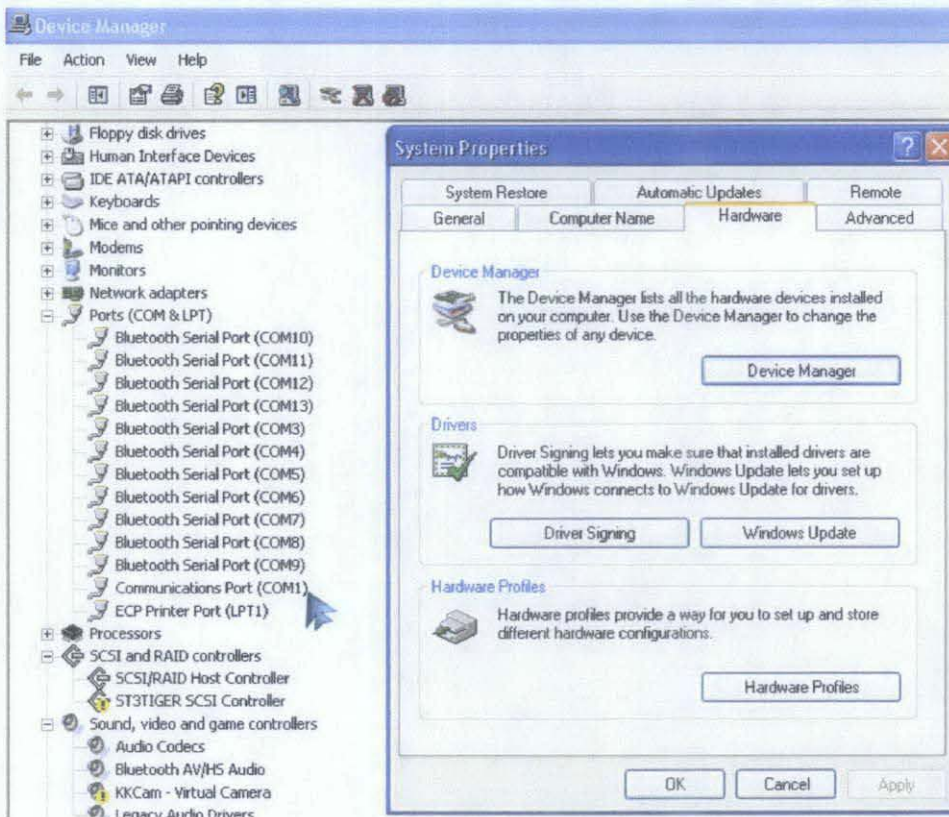 Device Manager
File Action View Help
Floppy disk drives
Human Interface Devices
IDE ATA/ATAPI controllers
Keyboards
Mice and other pointing devices
Modems
Monitors
Network adapters
Ports (COM & LPT)
Bluetooth Serial Port (COM10)
Bluetooth Serial Port (COM11)
Bluetooth Serial Port (COM12)
Bluetooth Serial Port (COM13)
Bluetooth Serial Port (COM3)
Bluetooth Serial Port (COM4)
Bluetooth Serial Port (COM5)
Bluetooth Serial Port (COM6)
Bluetooth Serial Port (COM7)
Bluetooth Serial Port (COM8)
Bluetooth Serial Port (COM9)
Communications Port (COM1)
ECP Printer Port (LPT1)
Processors
SCSI and RAID controllers
SCSI/RAID Host Controller
ST3TIGER SCSI Controller
Sound, video and game controllers
Audio Codecs
Bluetooth AV/HS Audio
KKCam - Virtual Camera
Legacy Audio Drivers
System Properties
System Restore Automatic Updates Remote
General Computer Name Hardware Advanced
Device Manager
The Device Manager lists all the hardware devices installed
on your computer. Use the Device Manager to change the
properties of any device.
Device Manager
Drivers
Driver Signing lets you make sure that installed drivers are
compatible with Windows. Windows Update lets you set up
how Windows connects to Windows Update for drivers.
Driver Signing Windows Update
Hardware Profiles
Hardware profiles provide a way for you to set up and store
different hardware configurations.
Hardware Profiles
OK Cancel Apply